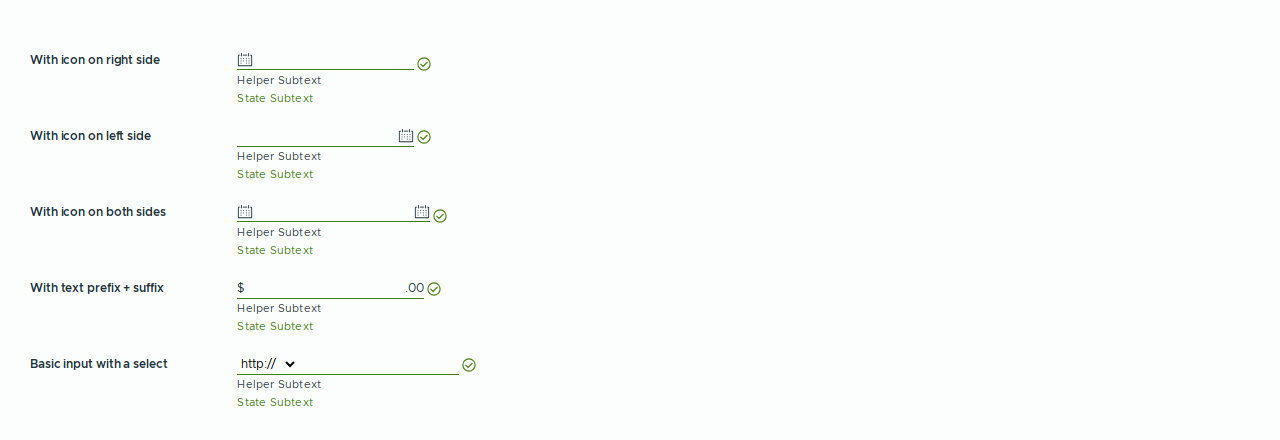 With icon on right side
Helper Subtext
State Subtext
With icon on left side
Helper Subtext
State Subtext
With icon on both sides
Helper Subtext
State Subtext
With text prefix + suffix $ .00
Helper Subtext
State Subtext
Basic input with a select http://
Helper Subtext
State Subtext